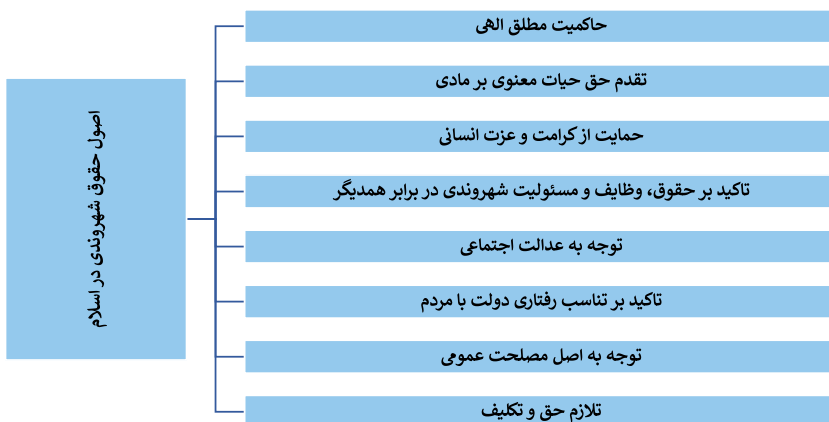 اصول حقوق شهروندی در اسلام
حاکمیت مطلق الهی
تقدم حق حیات معنوی بر مادی
حمایت از کرامت و عزت انسانی
تاکید بر حقوق، وظایف و مسئولیت شهروندی در برابر همدیگر
توجه به عدالت اجتماعی
تاکید بر تناسب رفتاری دولت با مردم
توجه به اصل مصلحت عمومی
تلازم حق و تکلیف